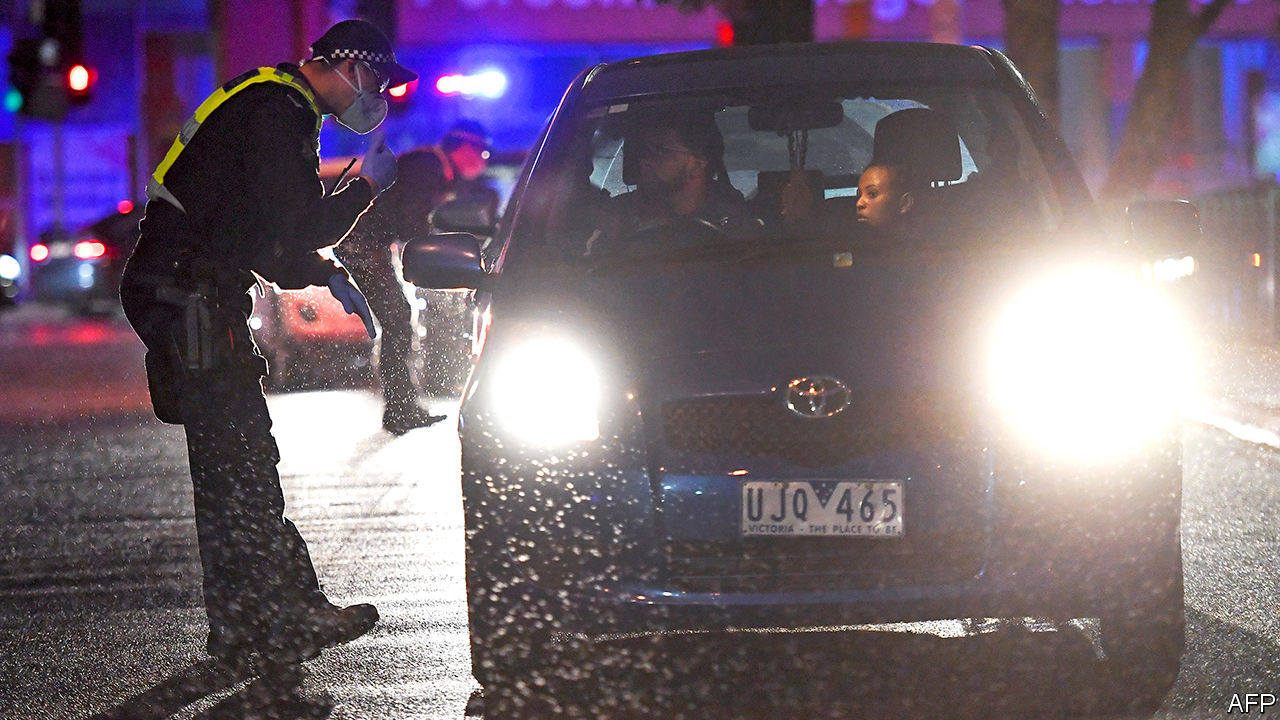 UJQ 465
VICTORIA - THE PLACE TO BE
AFP